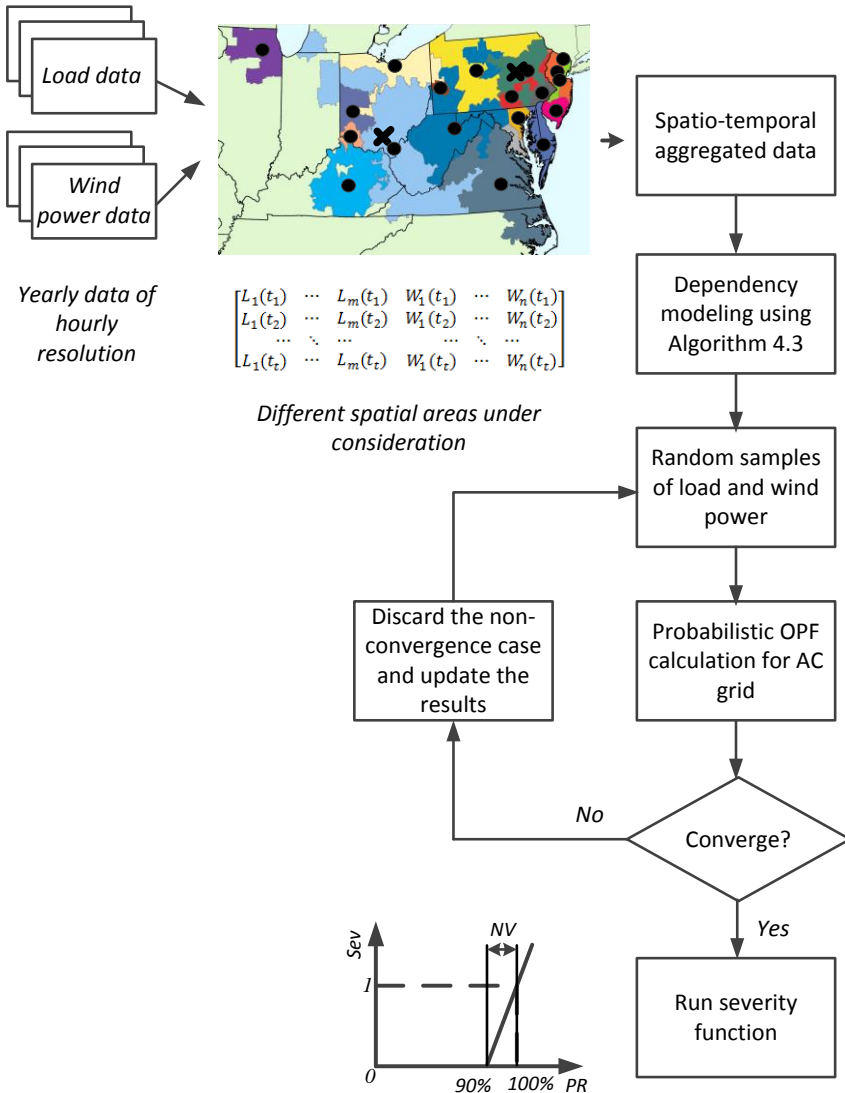 Load data
Wind
power data
Yearly data of
hourly
resolution
[L₁(t₁) ⋯ Lₘ(t₁) W₁(t₁) ⋯ Wₙ(t₁)]
[L₁(t₂) ⋯ Lₘ(t₂) W₁(t₂) ⋯ Wₙ(t₂)]
[⋯ ⋱ ⋯ ⋯ ⋱ ⋯]
[L₁(tₜ) ⋯ Lₘ(tₜ) W₁(tₜ) ⋯ Wₙ(tₜ)]
Different spatial areas under
consideration
Spatio-temporal
aggregated data
Dependency
modeling using
Algorithm 4.3
Random samples
of load and wind
power
Probabilistic OPF
calculation for AC
grid
Discard the non-
convergence case
and update the
results
Converge?
No
Yes
Run severity
function
Sev
NV
1
0
90% 100% PR